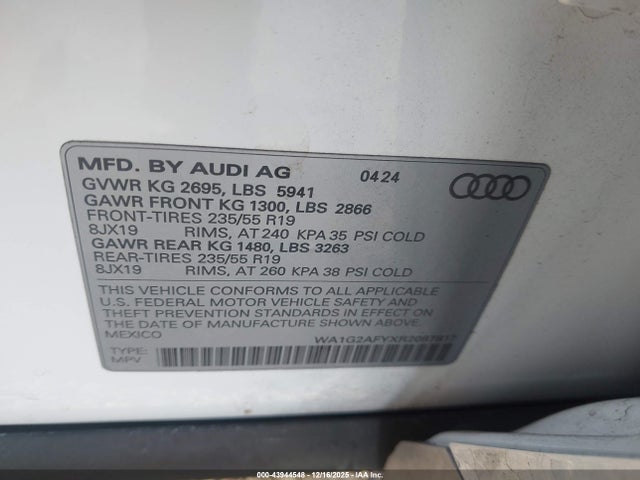 MFD. BY AUDI AG 0424
GVWR KG 2695, LBS 5941
GAWR FRONT KG 1300, LBS 2866
FRONT-TIRES 235/55 R19
8JX19 RIMS, AT 240 KPA 35 PSI COLD
GAWR REAR KG 1480, LBS 3263
REAR-TIRES 235/55 R19
8JX19 RIMS, AT 260 KPA 38 PSI COLD
THIS VEHICLE CONFORMS TO ALL APPLICABLE
U.S. FEDERAL MOTOR VEHICLE SAFETY AND
THEFT PREVENTION STANDARDS IN EFFECT ON
THE DATE OF MANUFACTURE SHOWN ABOVE.
MEXICO
TYPE:
MPV
000-43944548 - 12/16/2025 - IAA CA